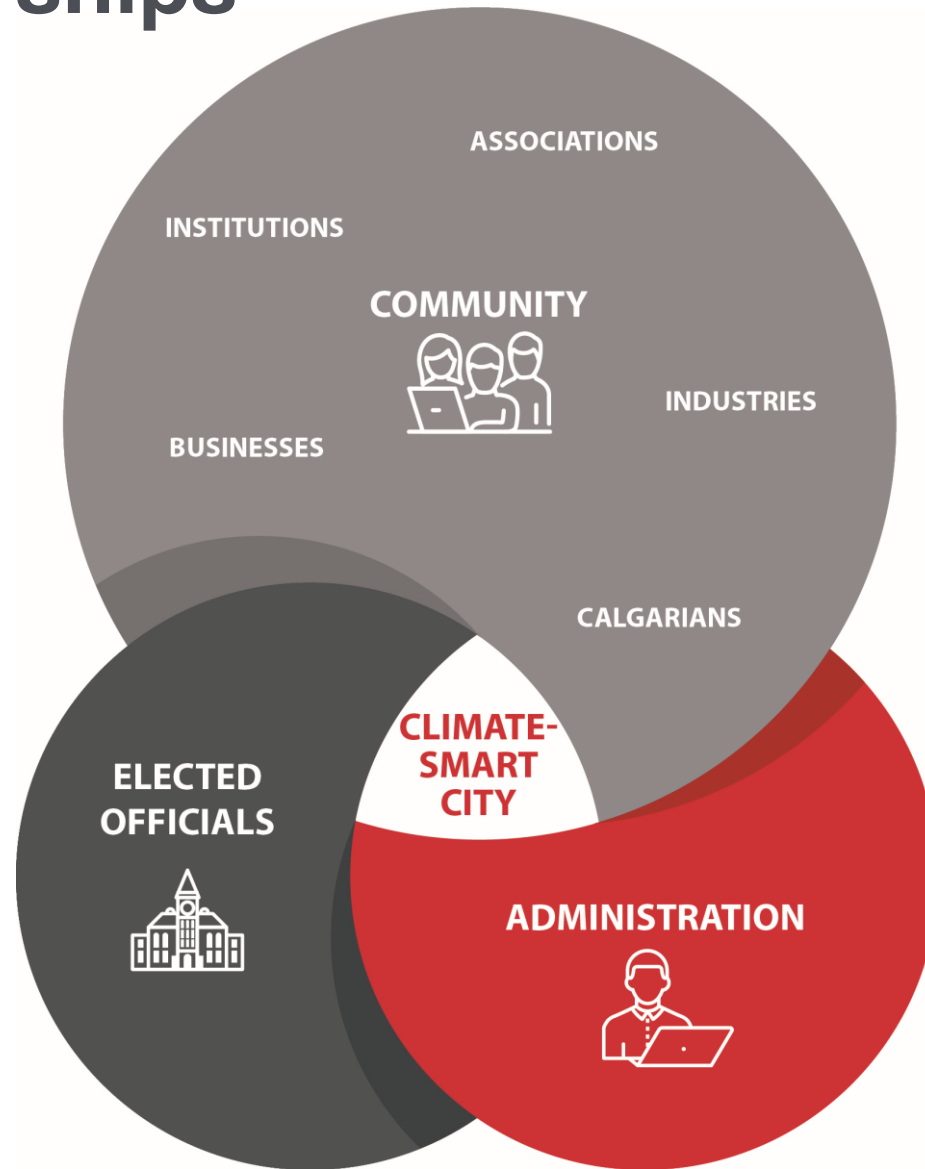 ships
ASSOCIATIONS
INSTITUTIONS
COMMUNITY
INDUSTRIES
BUSINESSES
CALGARIANS
CLIMATE-
SMART
CITY
ELECTED
OFFICIALS
ADMINISTRATION